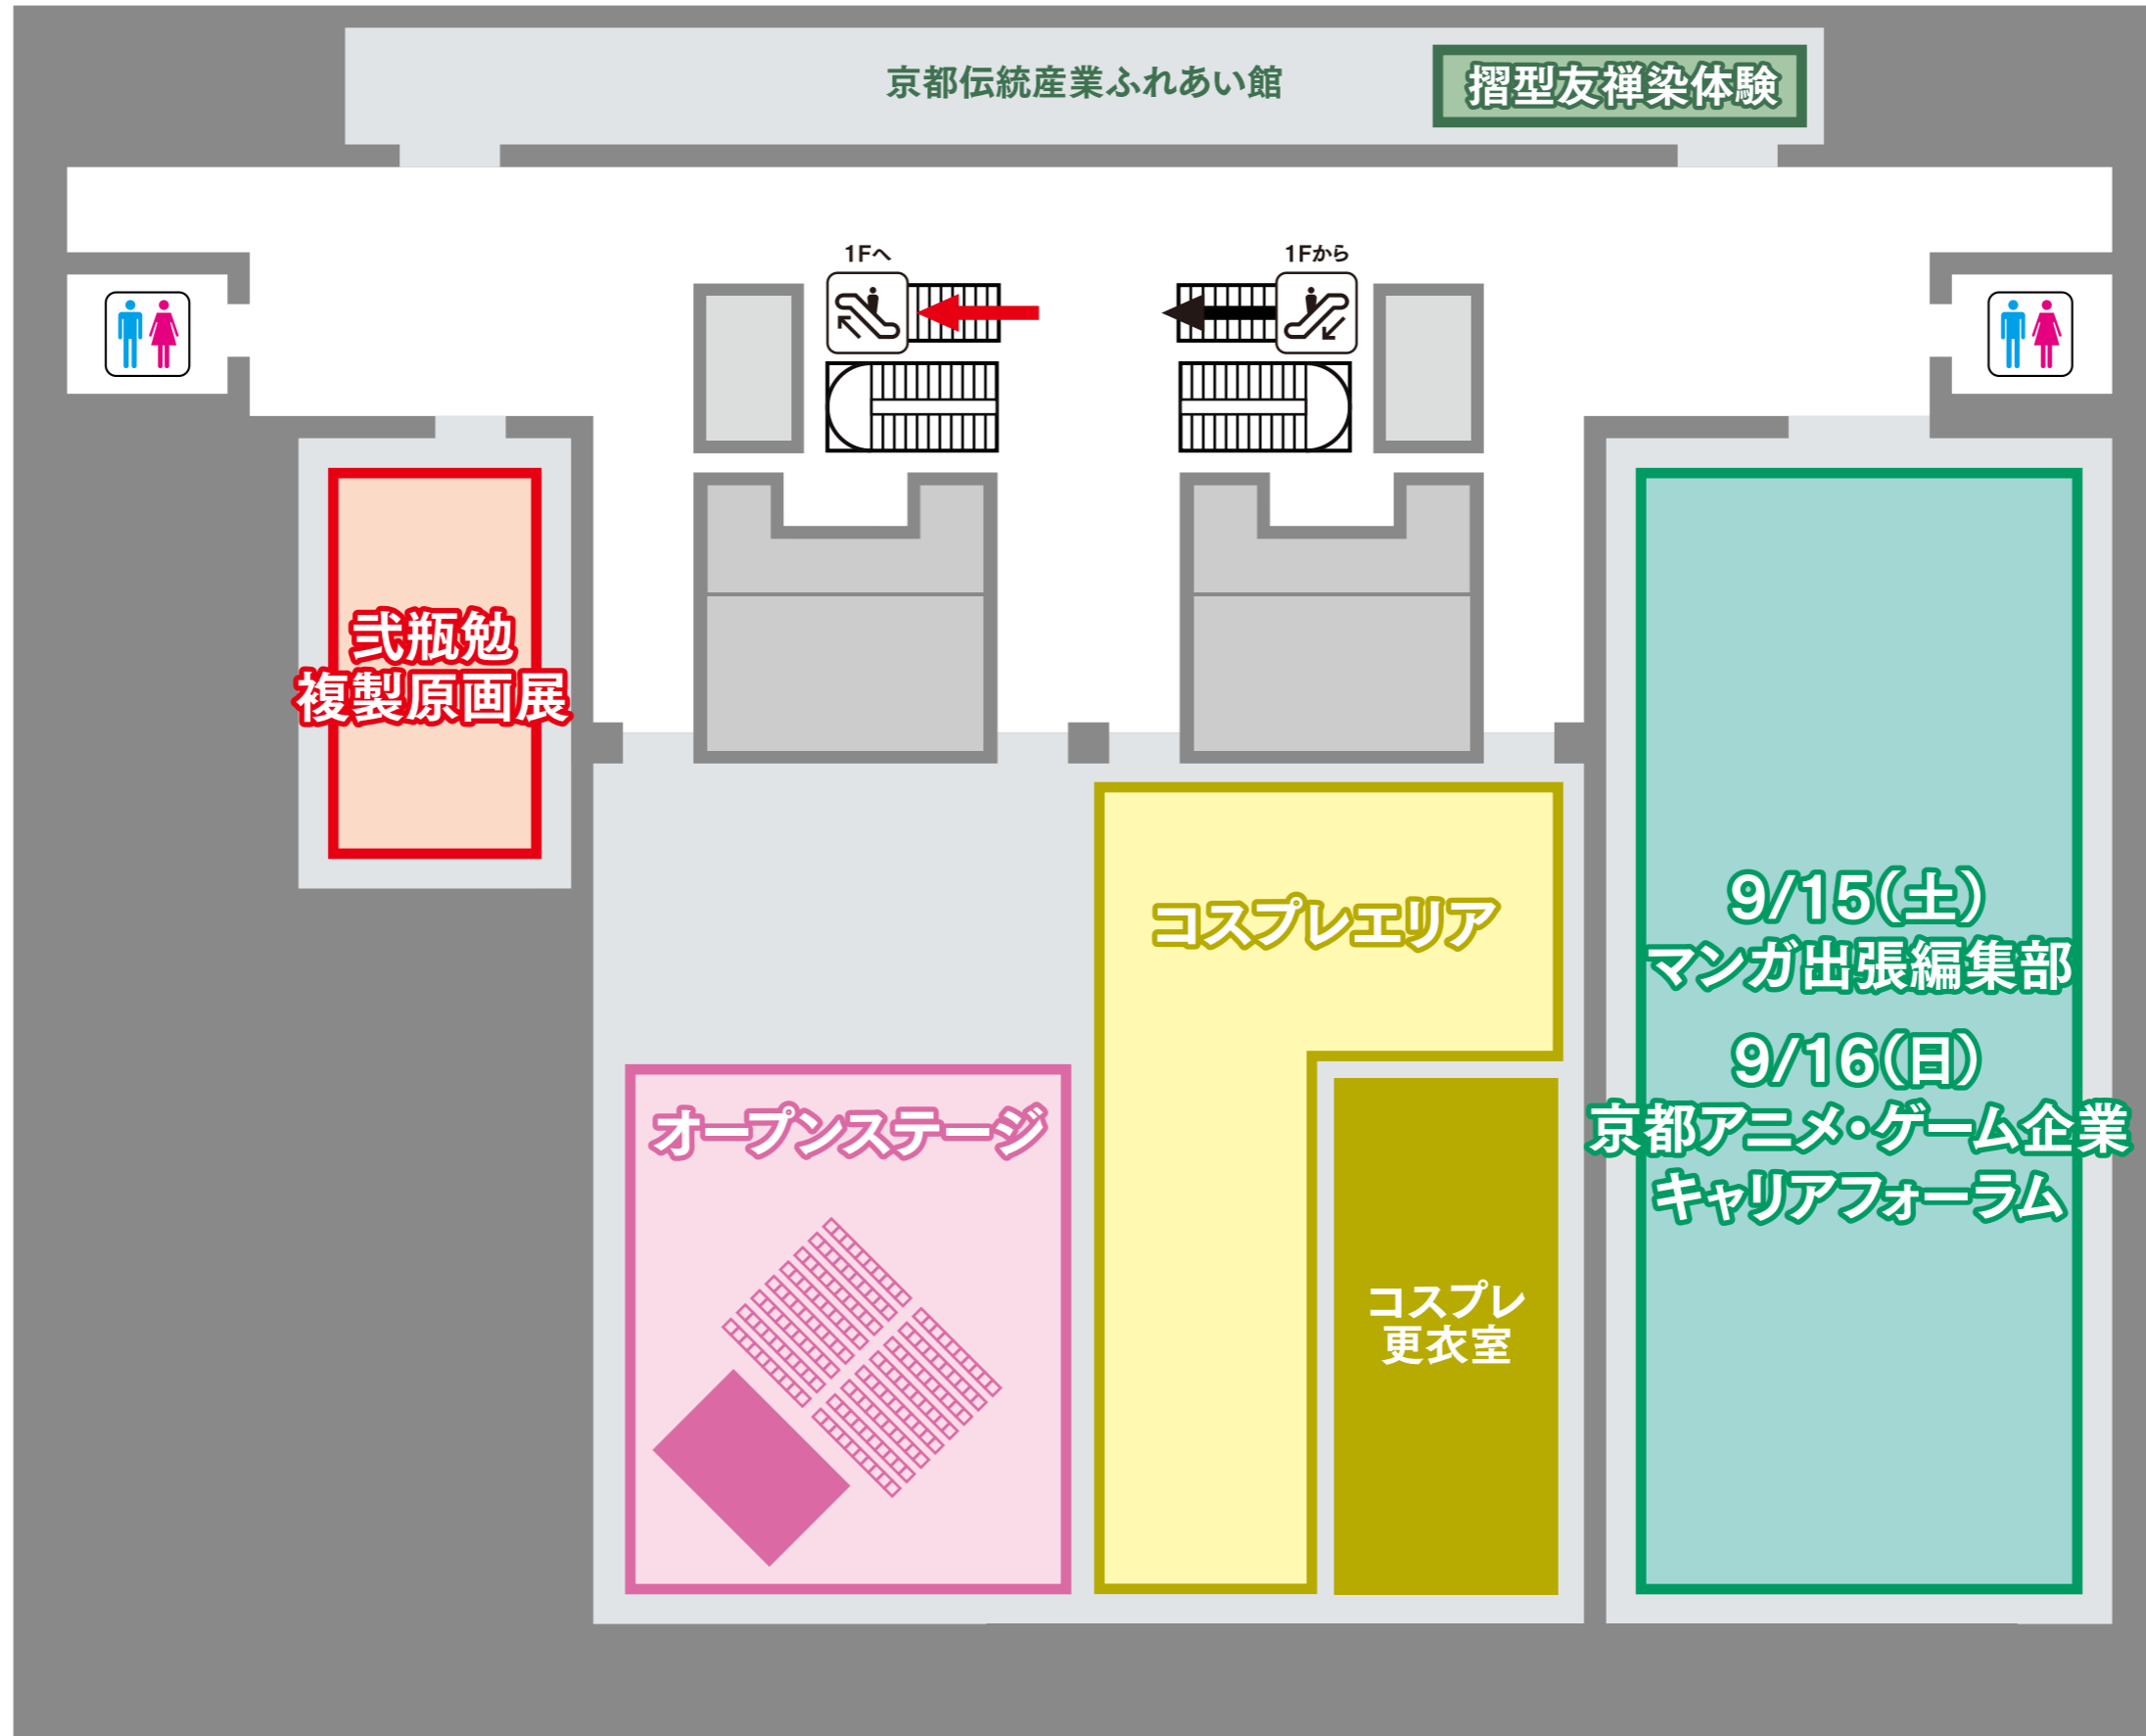 京都伝統産業ふれあい館
摺型友禅染体験
1Fへ
1Fから
弐瓶勉
複製原画展
コスプレエリア
9/15(土)
マンガ出張編集部
9/16(日)
京都アニメ・ゲーム企業
キャリアフォーラム
オープンステージ
コスプレ
更衣室